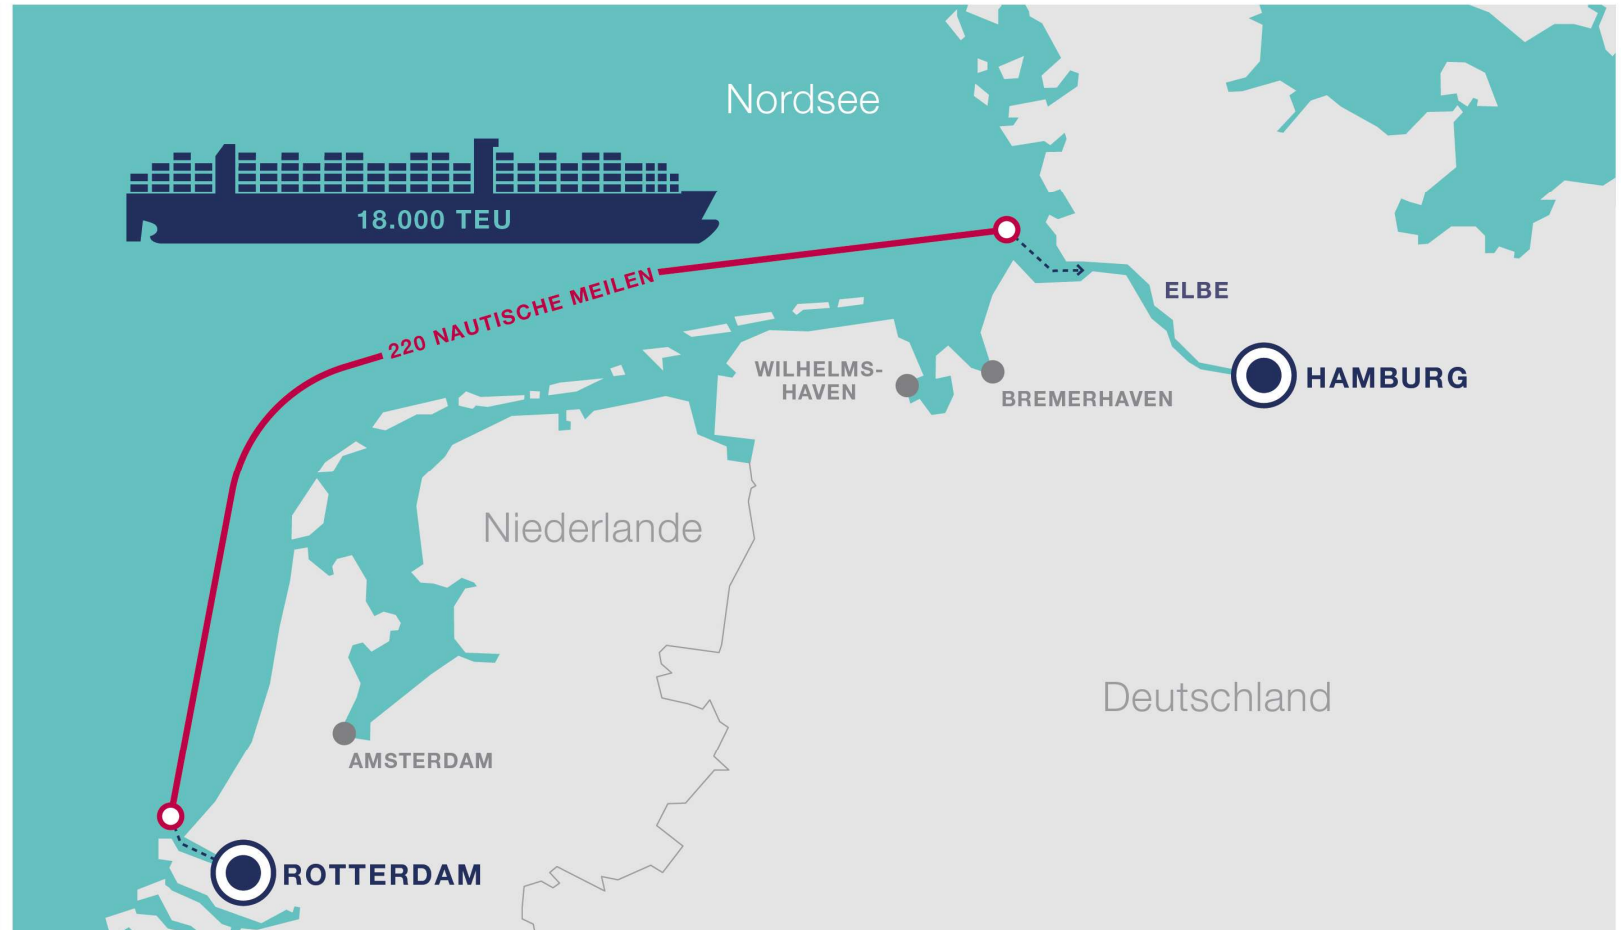 Nordsee
18.000 TEU
220 NAUTISCHE MEILEN
ELBE
WILHELMS-
HAVEN
BREMERHAVEN
HAMBURG
Niederlande
Deutschland
AMSTERDAM
ROTTERDAM